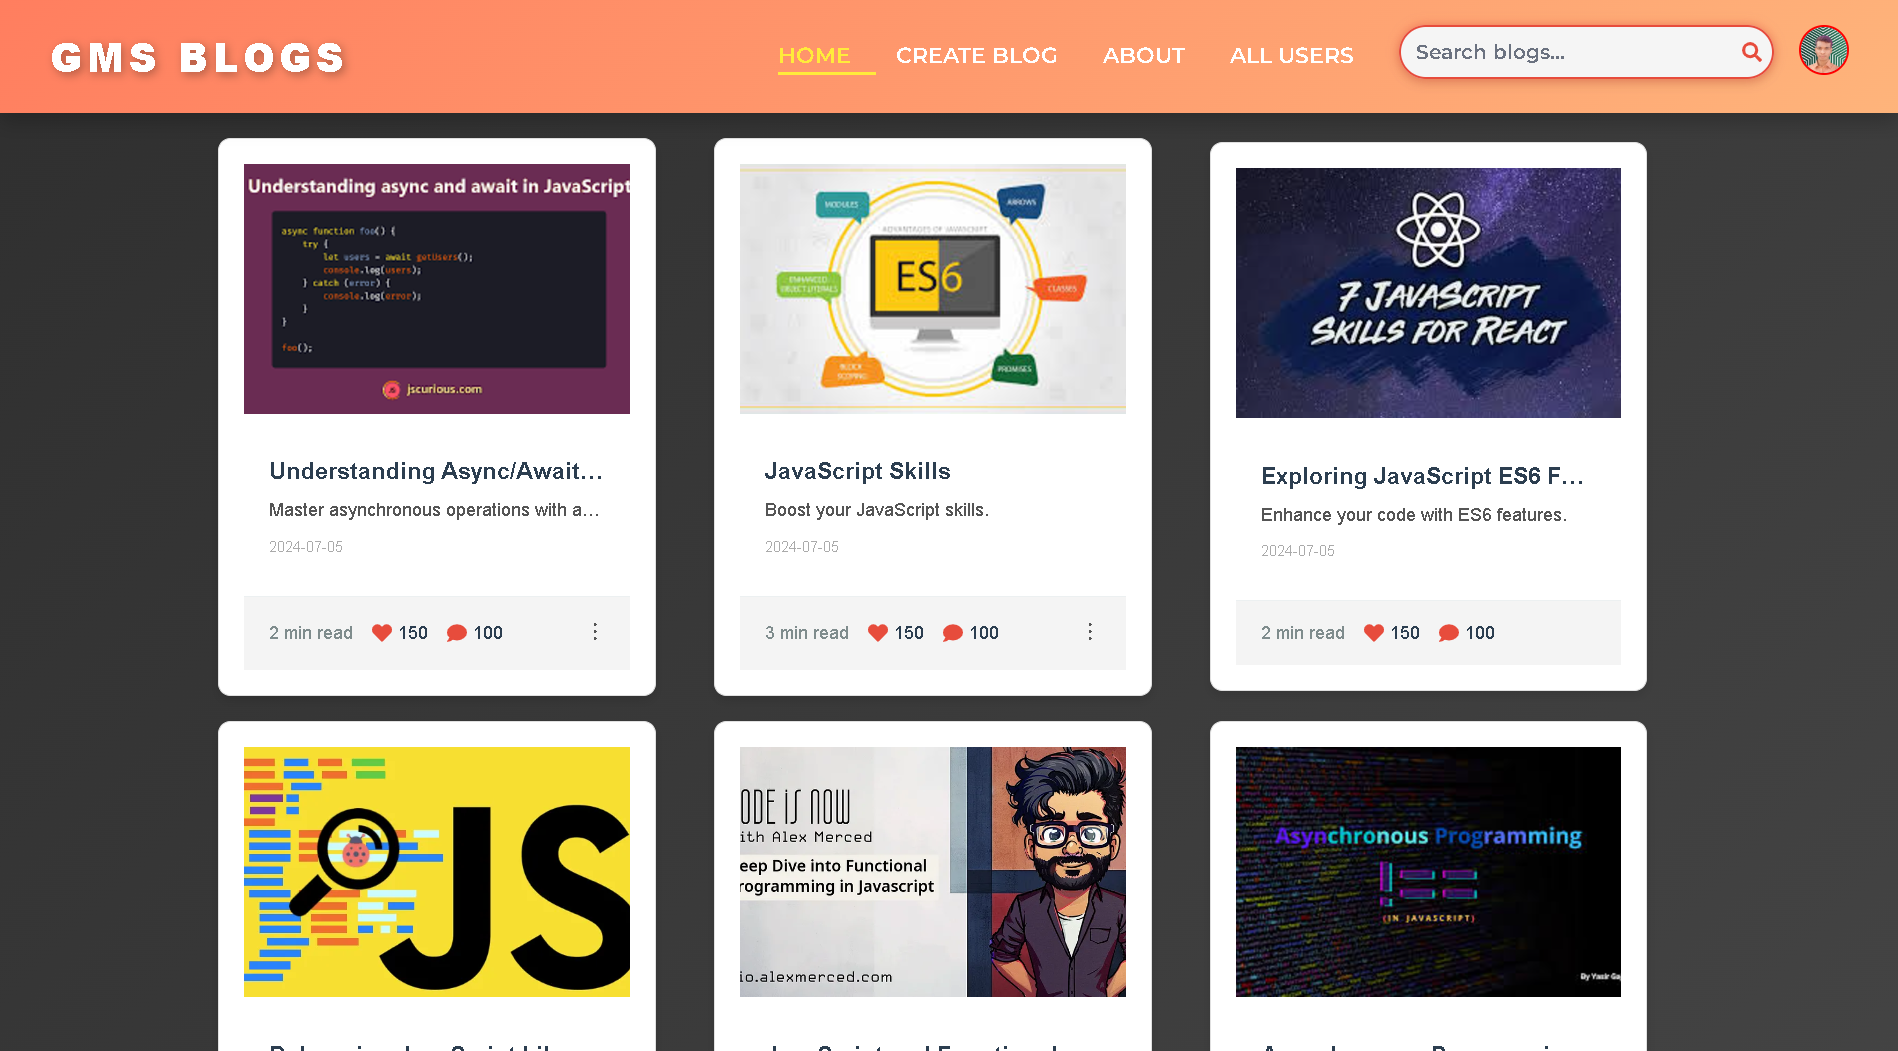 GMS BLOGS
HOME
CREATE BLOG
ABOUT
ALL USERS
Search blogs...
Understanding async and await in JavaScript
async function foo() {
try {
let users = await getUsers();
console.log(users);
} catch (error) {
console.log(error);
}
}
foo();
jscurious.com
Understanding Async/Await...
Master asynchronous operations with a...
2024-07-05
2 min read
150
100
ADVANTAGES OF JAVASCRIPT
MODULES
ARROWS
ENHANCED
OBJECT LITERALS
ES6
CLASSES
BLOCK
SCOPING
PROMISES
JavaScript Skills
Boost your JavaScript skills.
2024-07-05
3 min read
150
100
7 JavaScript
Skills for React
Exploring JavaScript ES6 F...
Enhance your code with ES6 features.
2024-07-05
2 min read
150
100
JS
ODE IS NOW
ith Alex Merced
eep Dive into Functional
rogramming in Javascript
io.alexmerced.com
Asynchronous Programming
(IN JAVASCRIPT)
By Yasir Ga